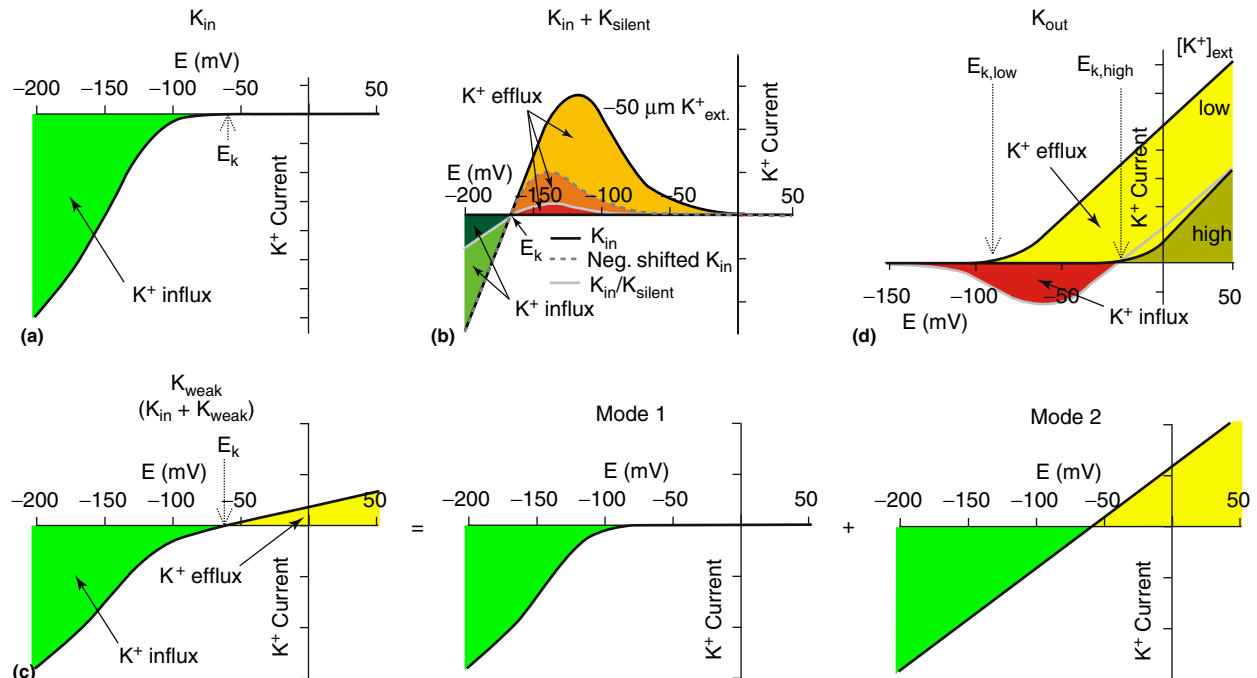 K_in
E (mV)
−200 −150 −100 −50 50
E_k
K⁺ Current
K⁺ influx
(a)
K_in + K_silent
K⁺ efflux
−50 μm K⁺_ext.
E (mV)
−200 −150 −100 −50 50
K⁺ Current
E_k
K_in
Neg. shifted K_in
K_in/K_silent
K⁺ influx
(b)
K_out
[K⁺]_ext
E_k,low
E_k,high
low
K⁺ efflux
K⁺ Current
high
−150 −100 −50 50
E (mV)
K⁺ influx
(d)
K_weak
(K_in + K_weak)
E_k
E (mV)
−200 −150 −100 −50 50
K⁺ efflux
K⁺ influx
K⁺ Current
(c)
=
Mode 1
E (mV)
−200 −150 −100 −50 50
K⁺ Current
+
Mode 2
E (mV)
−200 −150 −100 −50 50
K⁺ Current